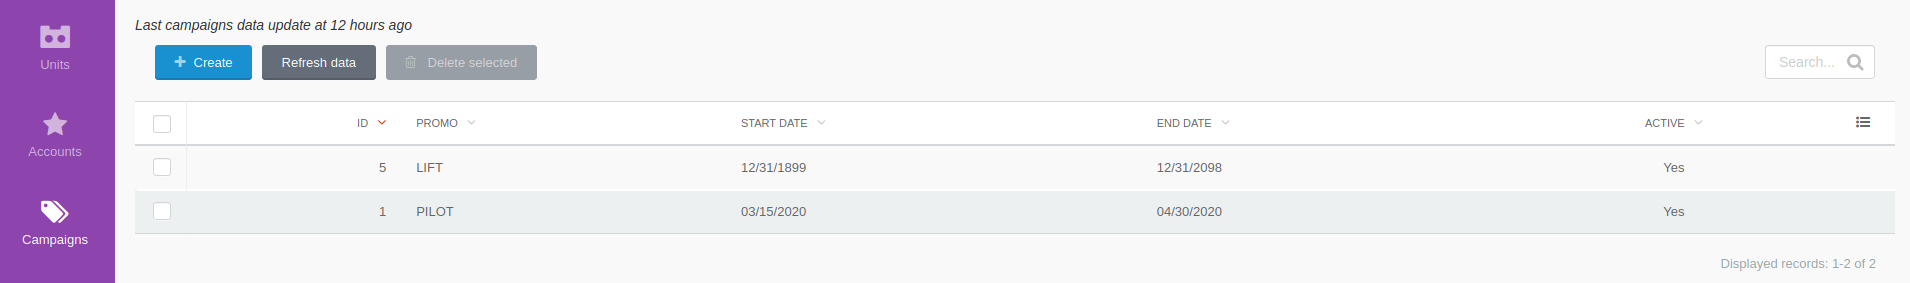 Last campaigns data update at 12 hours ago
Create Refresh data Delete selected Search...
Units
Accounts
Campaigns
ID PROMO START DATE END DATE ACTIVE
5 LIFT 12/31/1899 12/31/2098 Yes
1 PILOT 03/15/2020 04/30/2020 Yes
Displayed records: 1-2 of 2